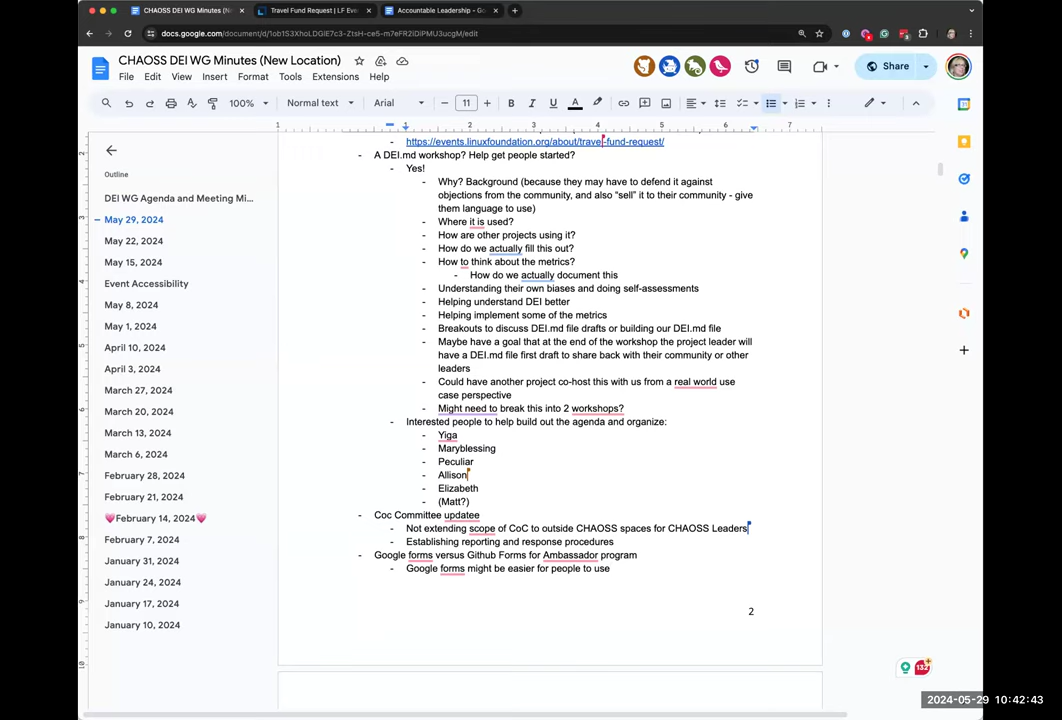 CHAOSS DEI WG Minutes (Ne
Travel Fund Request | LF Ever
Accountable Leadership - Go
docs.google.com/document/d/1ob1S3XhoLDGiE7c3-ZtsH-ce5-m7eFR2iDiPMU3ucgM/edit
CHAOSS DEI WG Minutes (New Location)
File Edit View Insert Format Tools Extensions Help
Share
100% Normal text Arial 11
1 1 2 3 4 5 6 7
Outline
DEI WG Agenda and Meeting Mi...
May 29, 2024
May 22, 2024
May 15, 2024
Event Accessibility
May 8, 2024
May 1, 2024
April 10, 2024
April 3, 2024
March 27, 2024
March 20, 2024
March 13, 2024
March 6, 2024
February 28, 2024
February 21, 2024
💗February 14, 2024💗
February 7, 2024
January 31, 2024
January 24, 2024
January 17, 2024
January 10, 2024
- https://events.linuxfoundation.org/about/travel-fund-request/
- A DEI.md workshop? Help get people started?
- Yes!
- Why? Background (because they may have to defend it against
objections from the community, and also “sell” it to their community - give
them language to use)
- Where it is used?
- How are other projects using it?
- How do we actually fill this out?
- How to think about the metrics?
- How do we actually document this
- Understanding their own biases and doing self-assessments
- Helping understand DEI better
- Helping implement some of the metrics
- Breakouts to discuss DEI.md file drafts or building our DEI.md file
- Maybe have a goal that at the end of the workshop the project leader will
have a DEI.md file first draft to share back with their community or other
leaders
- Could have another project co-host this with us from a real world use
case perspective
- Might need to break this into 2 workshops?
- Interested people to help build out the agenda and organize:
- Yiga
- Maryblessing
- Peculiar
- Allison
- Elizabeth
- (Matt?)
- Coc Committee updatee
- Not extending scope of CoC to outside CHAOSS spaces for CHAOSS Leaders
- Establishing reporting and response procedures
- Google forms versus Github Forms for Ambassador program
- Google forms might be easier for people to use
2
132
2024-05-29 10:42:43